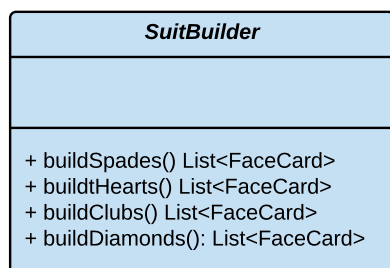 SuitBuilder
+ buildSpades() List<FaceCard>
+ buildtHearts() List<FaceCard>
+ buildClubs() List<FaceCard>
+ buildDiamonds(): List<FaceCard>